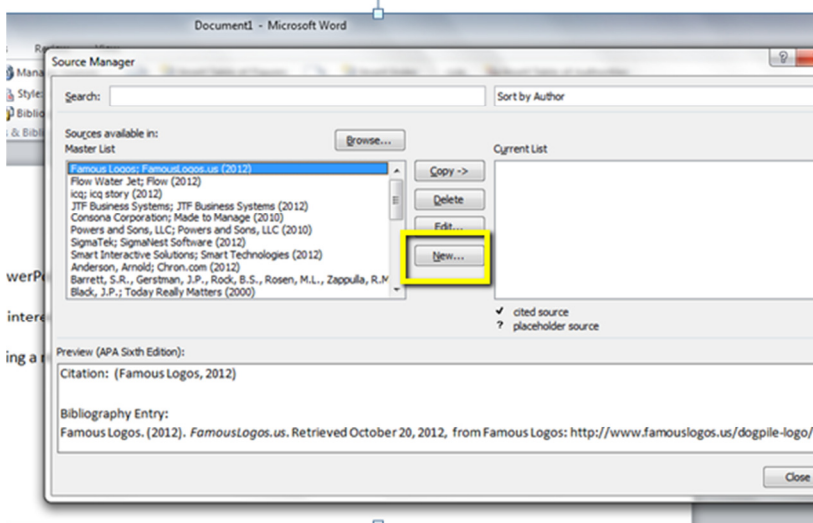 Document1 - Microsoft Word
Source Manager
Mana
Style:
Biblio
& Bibli
Search:
Sort by Author
Sources available in:
Master List
Browse...
Current List
Famous Logos; FamousLogos.us (2012)
Flow Water Jet; Flow (2012)
icq; icq story (2012)
JTF Business Systems; JTF Business Systems (2012)
Consona Corporation; Made to Manage (2010)
Powers and Sons, LLC; Powers and Sons, LLC (2010)
SigmaTek; SigmaNest Software (2012)
Smart Interactive Solutions; Smart Technologies (2012)
Anderson, Arnold; Chron.com (2012)
Barrett, S.R., Gerstman, J.P., Rock, B.S., Rosen, M.L., Zappulla, R.M
Black, J.P.; Today Really Matters (2000)
Copy ->
Delete
Edit...
New...
werPo
intere
ing a r
cited source
? placeholder source
Preview (APA Sixth Edition):
Citation: (Famous Logos, 2012)
Bibliography Entry:
Famous Logos. (2012). FamousLogos.us. Retrieved October 20, 2012, from Famous Logos: http://www.famouslogos.us/dogpile-logo/
Close